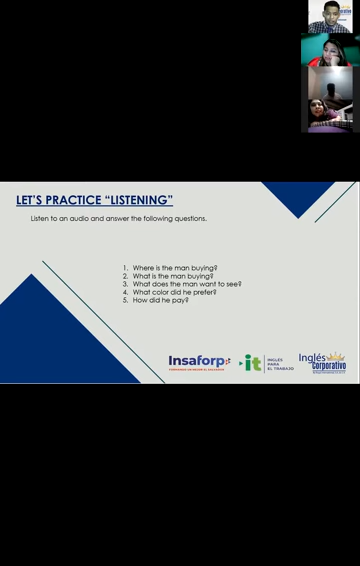 LET'S PRACTICE “LISTENING”
Listen to an audio and answer the following questions.
1. Where is the man buying?
2. What is the man buying?
3. What does the man want to see?
4. What color did he prefer?
5. How did he pay?
Insaforp
it
INGLÉS
PARA
EL TRABAJO
Inglés
Corporativo